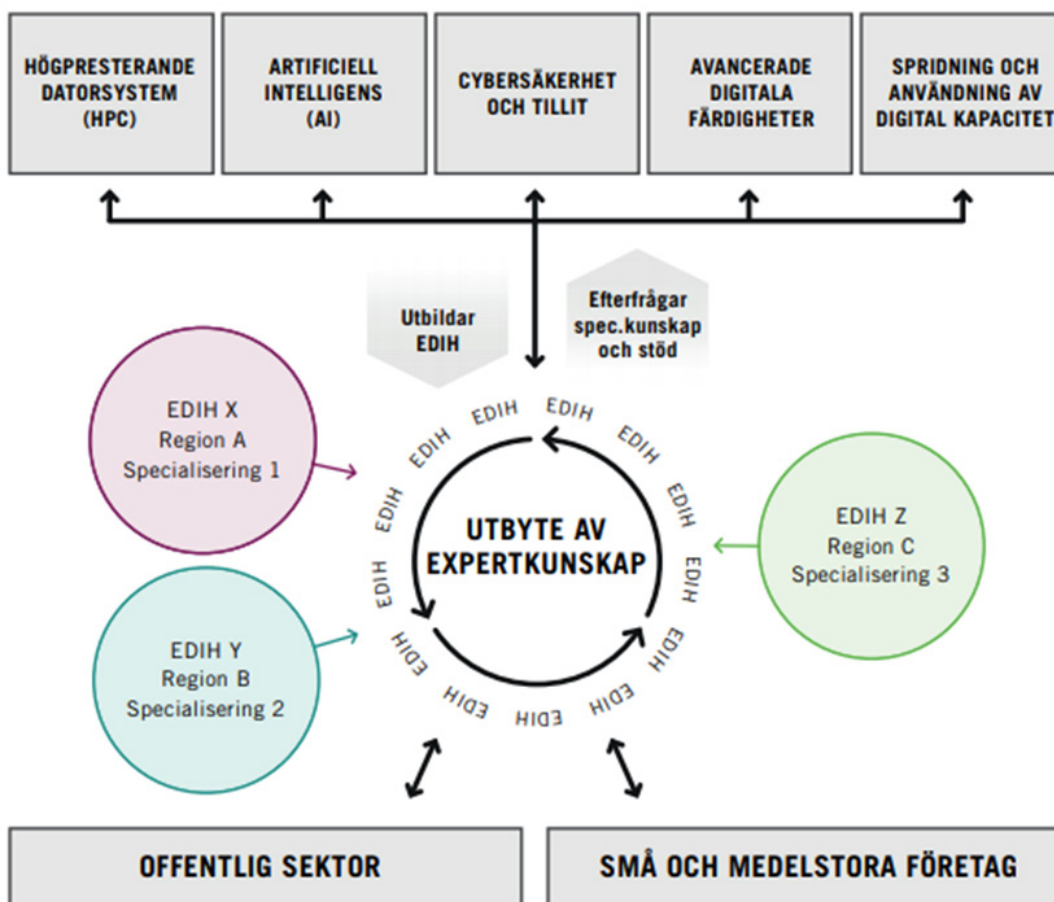 HÖGPRESTERANDE
DATORSYSTEM
(HPC)
ARTIFICIELL
INTELLIGENS
(AI)
CYBERSÄKERHET
OCH TILLIT
AVANCERADE
DIGITALA
FÄRDIGHETER
SPRIDNING OCH
ANVÄNDNING AV
DIGITAL KAPACITET
Utbildar
EDIH
Efterfrågar
spec.kunskap
och stöd
EDIH X
Region A
Specialisering 1
EDIH Y
Region B
Specialisering 2
EDIH
EDIH
EDIH
EDIH
EDIH
EDIH
EDIH
EDIH
EDIH
EDIH
EDIH
EDIH
EDIH
EDIH
UTBYTE AV
EXPERTKUNSKAP
EDIH Z
Region C
Specialisering 3
OFFENTLIG SEKTOR
SMÅ OCH MEDELSTORA FÖRETAG